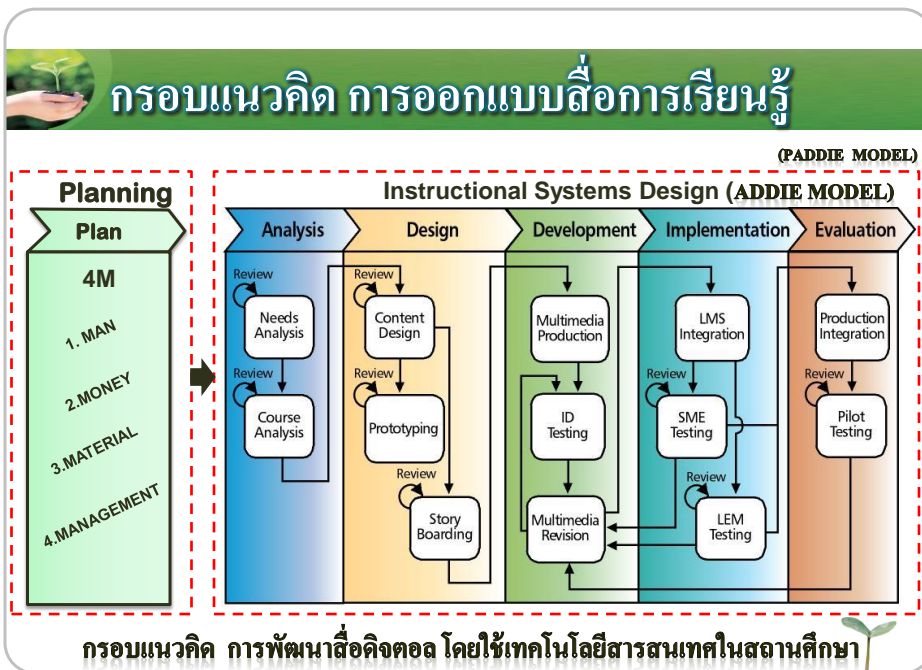 กรอบแนวคิด การออกแบบสื่อการเรียนรู้
(PADDIE MODEL)
Planning
Plan
4M
1. MAN
2.MONEY
3.MATERIAL
4.MANAGEMENT
Instructional Systems Design (ADDIE MODEL)
Analysis
Review
Needs
Analysis
Review
Course
Analysis
Design
Review
Content
Design
Review
Prototyping
Review
Story
Boarding
Development
Multimedia
Production
ID
Testing
Multimedia
Revision
Implementation
LMS
Integration
Review
SME
Testing
Review
LEM
Testing
Evaluation
Production
Integration
Review
Pilot
Testing
กรอบแนวคิด การพัฒนาสื่อดิจตอล โดยใช้เทคโนโลยีสารสนเทศในสถานศึกษา